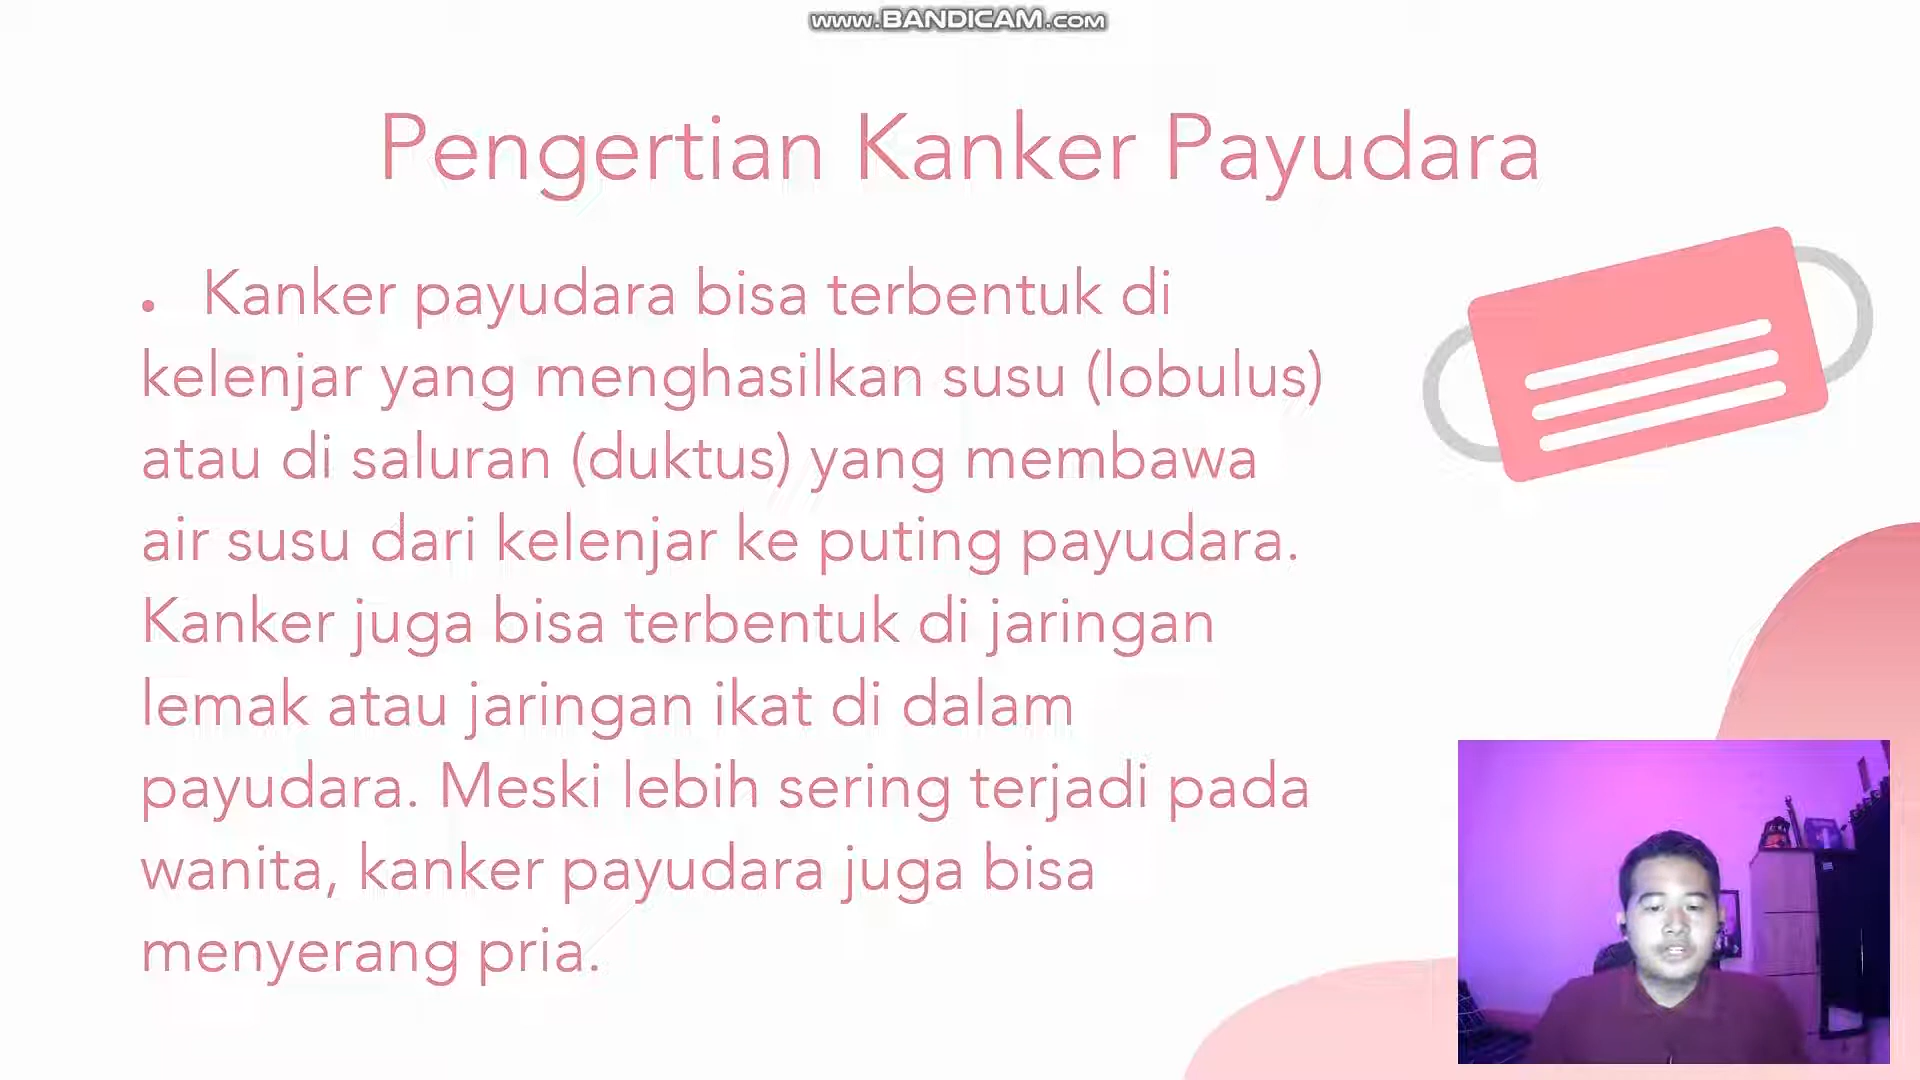 www.BANDICAM.com
Pengertian Kanker Payudara
• Kanker payudara bisa terbentuk di
kelenjar yang menghasilkan susu (lobulus)
atau di saluran (duktus) yang membawa
air susu dari kelenjar ke puting payudara.
Kanker juga bisa terbentuk di jaringan
lemak atau jaringan ikat di dalam
payudara. Meski lebih sering terjadi pada
wanita, kanker payudara juga bisa
menyerang pria.